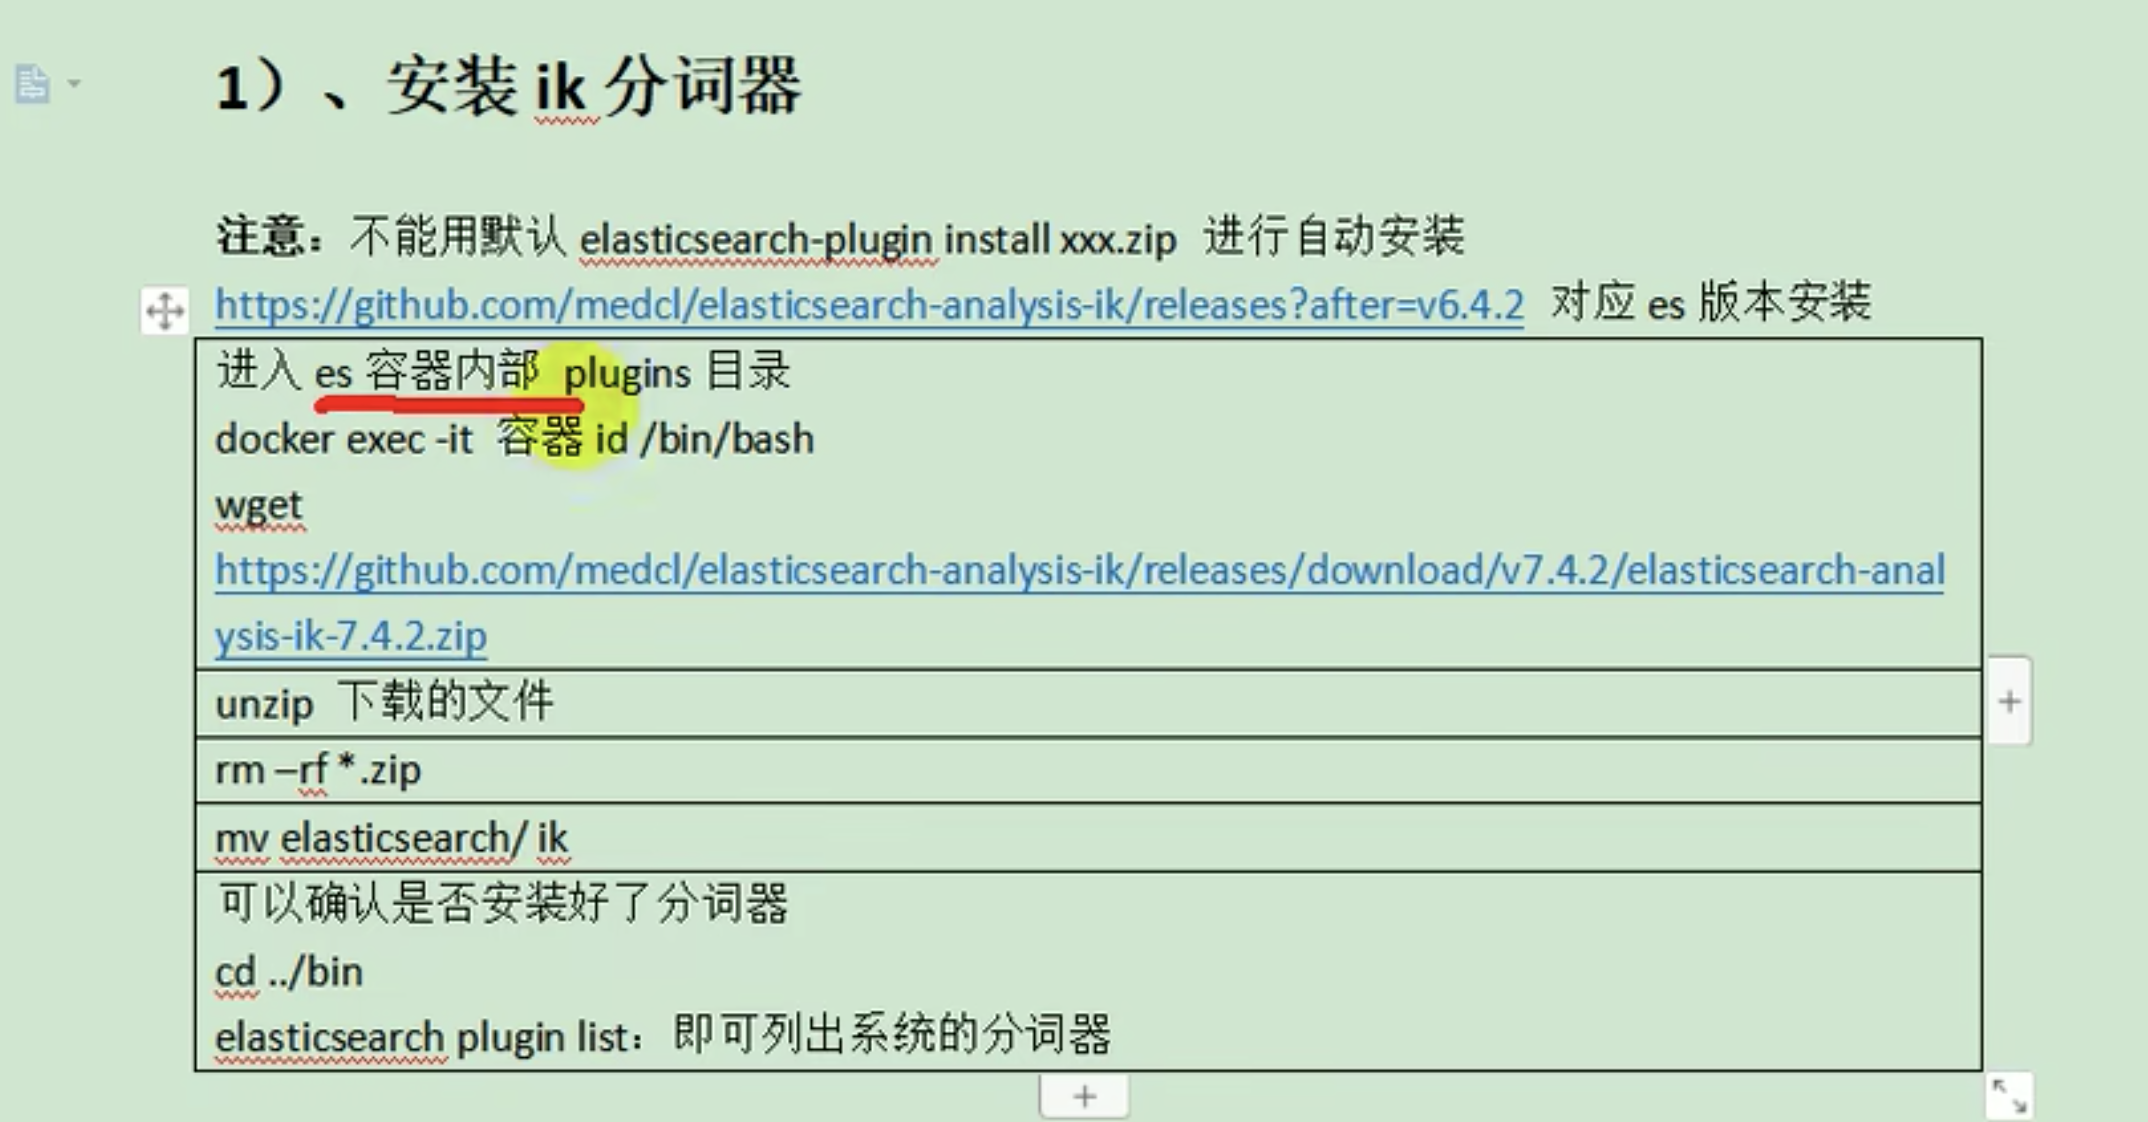 1）、安装 ik 分词器
注意：不能用默认 elasticsearch-plugin install xxx.zip 进行自动安装
https://github.com/medcl/elasticsearch-analysis-ik/releases?after=v6.4.2 对应 es 版本安装
进入 es 容器内部 plugins 目录
docker exec -it 容器 id /bin/bash
wget
https://github.com/medcl/elasticsearch-analysis-ik/releases/download/v7.4.2/elasticsearch-anal
ysis-ik-7.4.2.zip
unzip 下载的文件
rm –rf *.zip
mv elasticsearch/ ik
可以确认是否安装好了分词器
cd ../bin
elasticsearch plugin list：即可列出系统的分词器